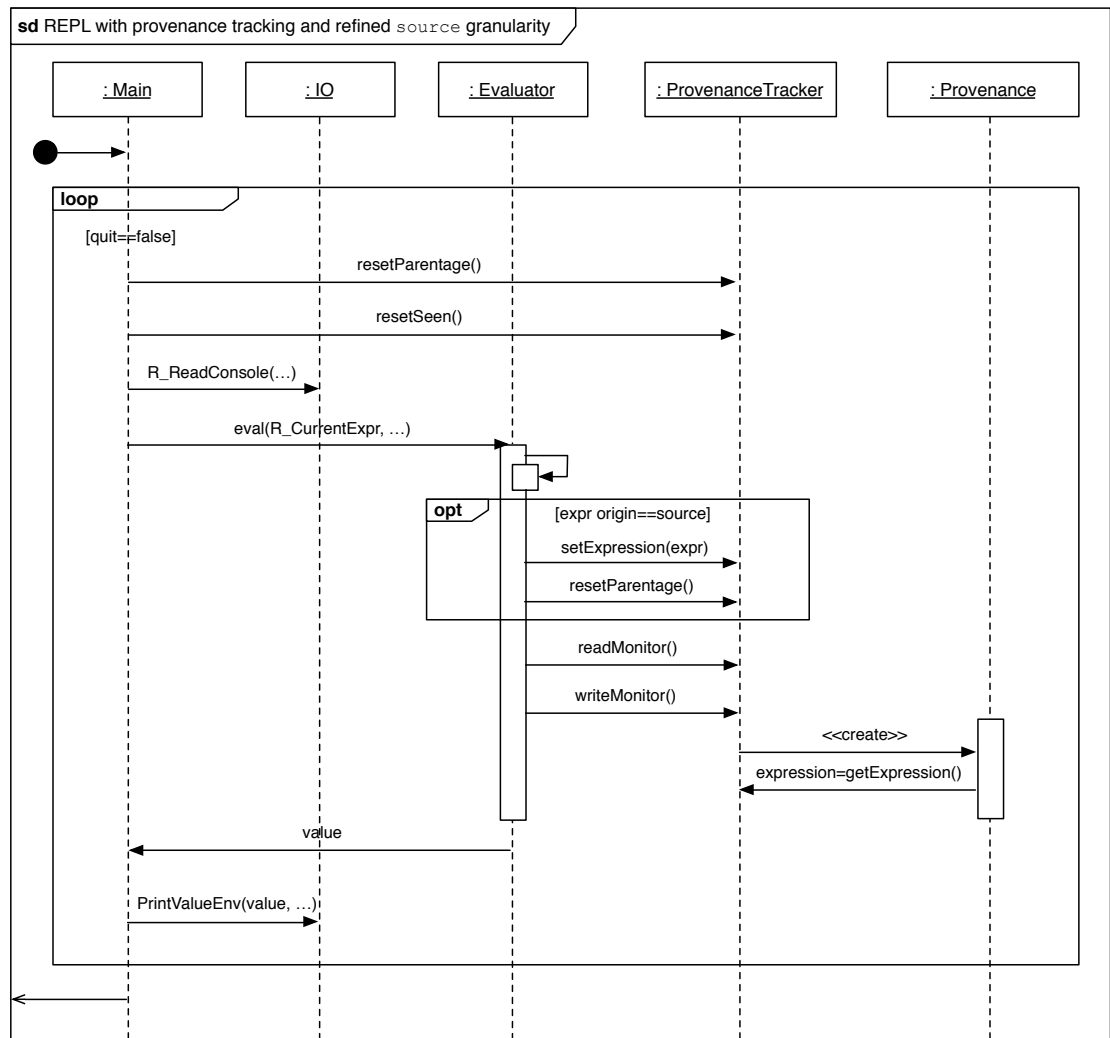 sd REPL with provenance tracking and refined source granularity
: Main
: IO
: Evaluator
: ProvenanceTracker
: Provenance
loop
[quit==false]
resetParentage()
resetSeen()
R_ReadConsole(…)
eval(R_CurrentExpr, …)
opt
[expr origin==source]
setExpression(expr)
resetParentage()
readMonitor()
writeMonitor()
<<create>>
expression=getExpression()
value
PrintValueEnv(value, …)